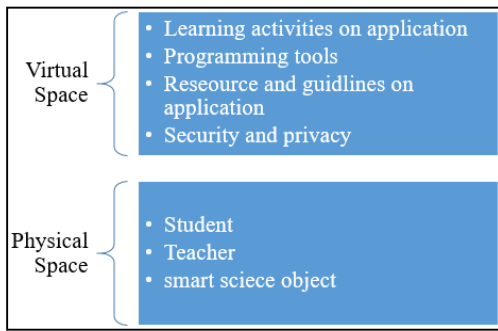 Virtual
Space
• Learning activities on application
• Programming tools
• Reseource and guidlines on
application
• Security and privacy
Physical
Space
• Student
• Teacher
• smart sciece object